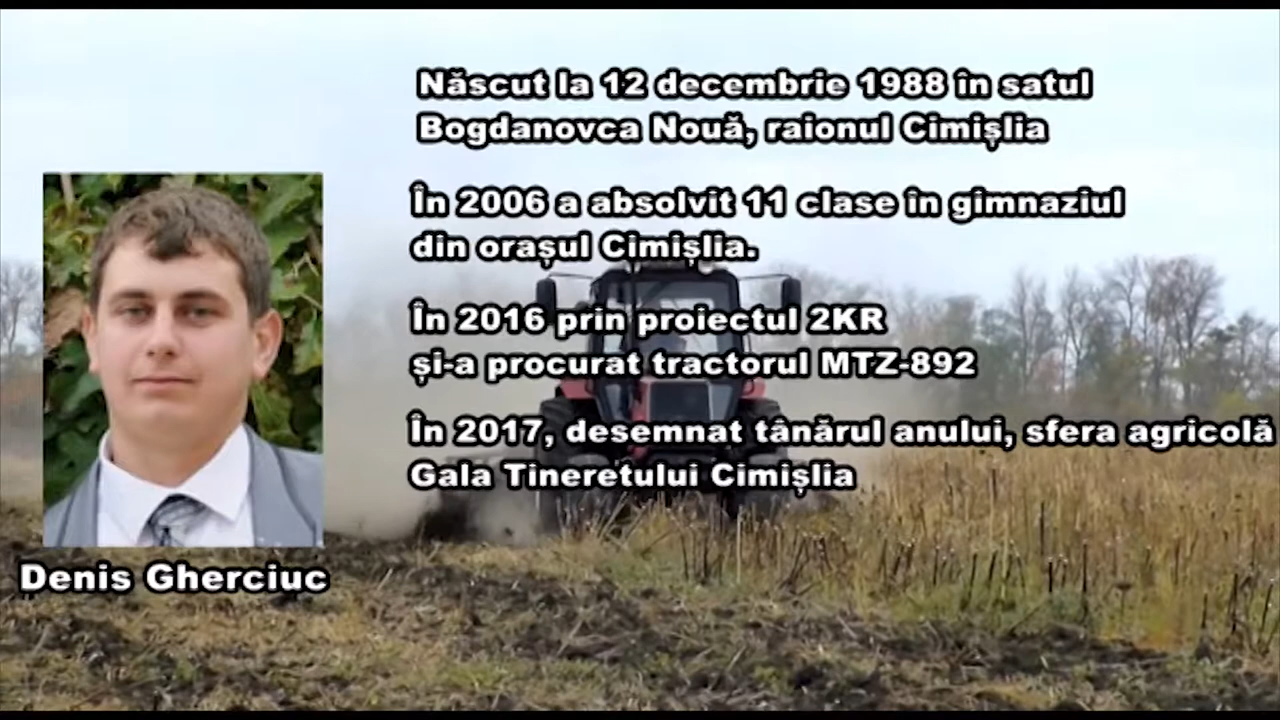 Născut la 12 decembrie 1988 în satul
Bogdanovca Nouă, raionul Cimișlia
În 2006 a absolvit 11 clase în gimnaziul
din orașul Cimișlia.
În 2016 prin proiectul 2KR
și-a procurat tractorul MTZ-892
În 2017, desemnat tânărul anului, sfera agricolă
Gala Tineretului Cimișlia
Denis Gherciuc